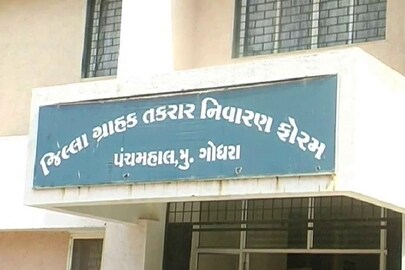 જિલ્લા ગ્રાહક તકરાર નિવારણ ફોરમ
પંચમહાલ, મુ. ગોધરા